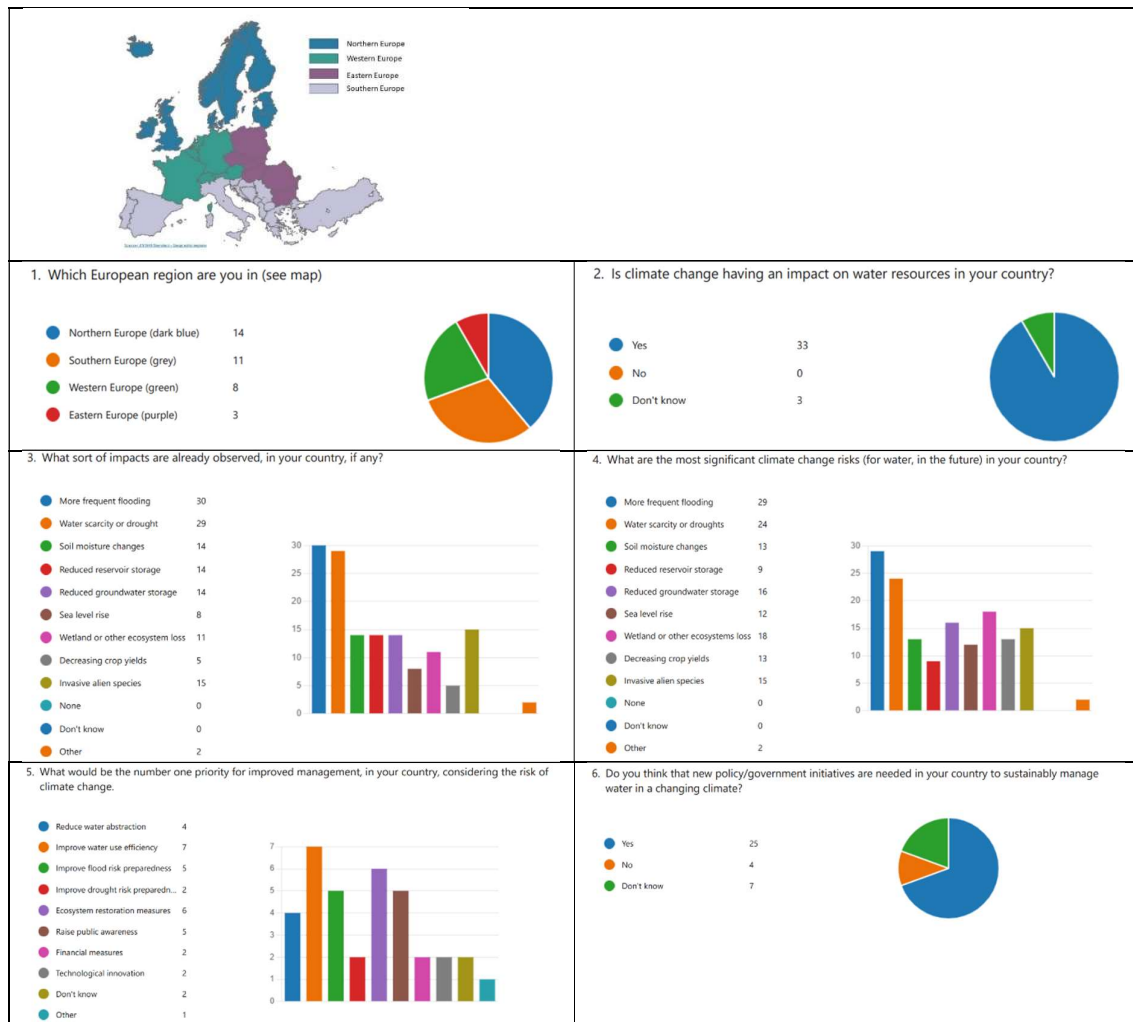 Northern Europe
Western Europe
Eastern Europe
Southern Europe
1. Which European region are you in (see map)
Northern Europe (dark blue) 14
Southern Europe (grey) 11
Western Europe (green) 8
Eastern Europe (purple) 3
2. Is climate change having an impact on water resources in your country?
Yes 33
No 0
Don't know 3
3. What sort of impacts are already observed, in your country, if any?
More frequent flooding 30
Water scarcity or drought 29
Soil moisture changes 14
Reduced reservoir storage 14
Reduced groundwater storage 14
Sea level rise 8
Wetland or other ecosystem loss 11
Decreasing crop yields 5
Invasive alien species 15
None 0
Don't know 0
Other 2
30
25
20
15
10
5
0
4. What are the most significant climate change risks (for water, in the future) in your country?
More frequent flooding 29
Water scarcity or droughts 24
Soil moisture changes 13
Reduced reservoir storage 9
Reduced groundwater storage 16
Sea level rise 12
Wetland or other ecosystems loss 18
Decreasing crop yields 13
Invasive alien species 15
None 0
Don't know 0
Other 2
30
25
20
15
10
5
0
5. What would be the number one priority for improved management, in your country, considering the risk of
climate change.
Reduce water abstraction 4
Improve water use efficiency 7
Improve flood risk preparedness 5
Improve drought risk preparedn... 2
Ecosystem restoration measures 6
Raise public awareness 5
Financial measures 2
Technological innovation 2
Don't know 2
Other 1
7
6
5
4
3
2
1
0
6. Do you think that new policy/government initiatives are needed in your country to sustainably manage
water in a changing climate?
Yes 25
No 4
Don't know 7